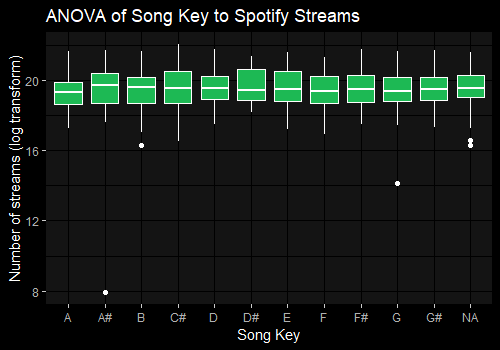 ANOVA of Song Key to Spotify Streams
Number of streams (log transform)
20
16
12
8
A A# B C# D D# E F F# G G# NA
Song Key